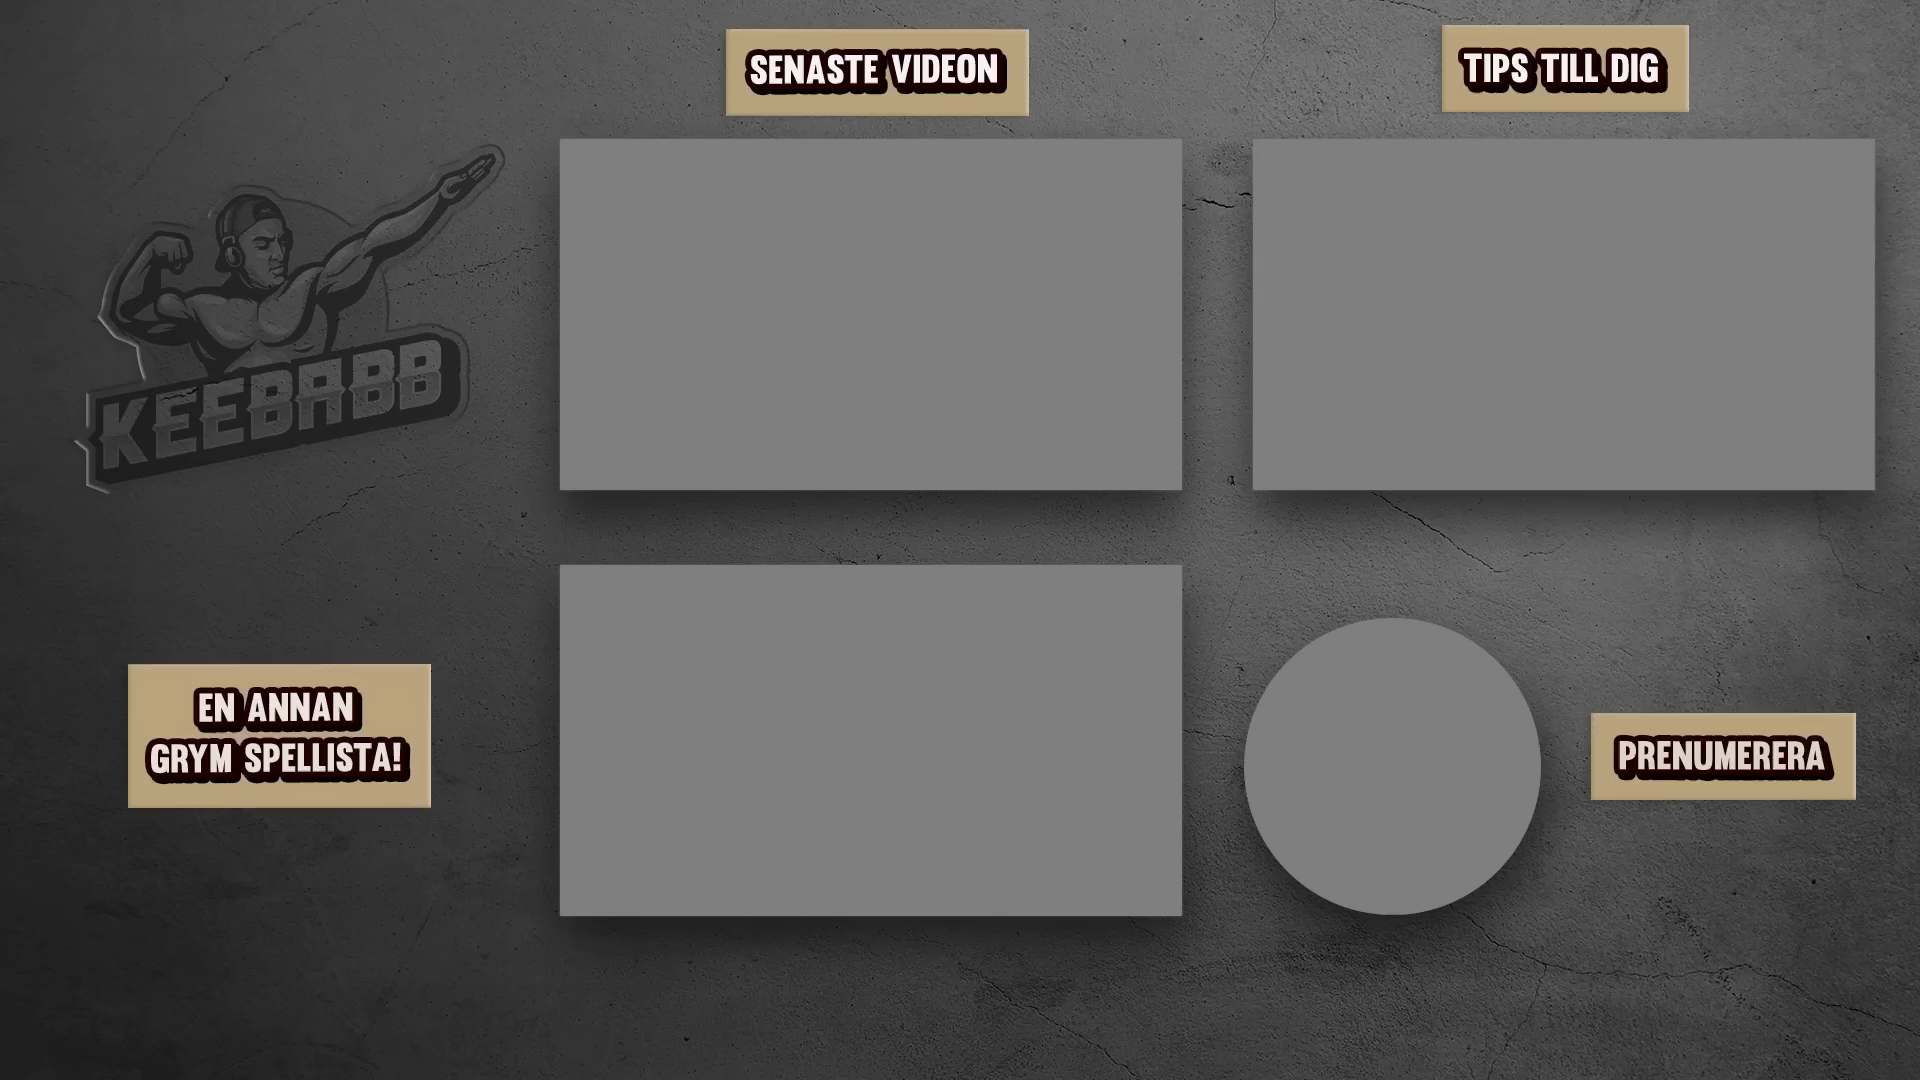 SENASTE VIDEON
TIPS TILL DIG
KEEBABB
EN ANNAN
GRYM SPELLISTA!
PRENUMERERA